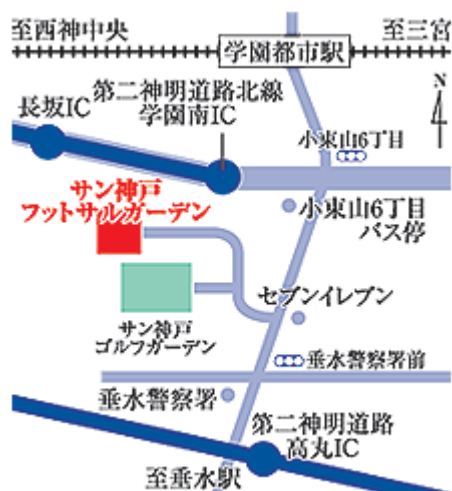 至西神中央
至三宮
学園都市駅
N
長坂IC
第二神明道路北線
学園南IC
小東山6丁目
サン神戸
フットサルガーデン
小東山6丁目
バス停
セブンイレブン
サン神戸
ゴルフガーデン
垂水警察署前
垂水警察署
第二神明道路
高丸IC
至垂水駅